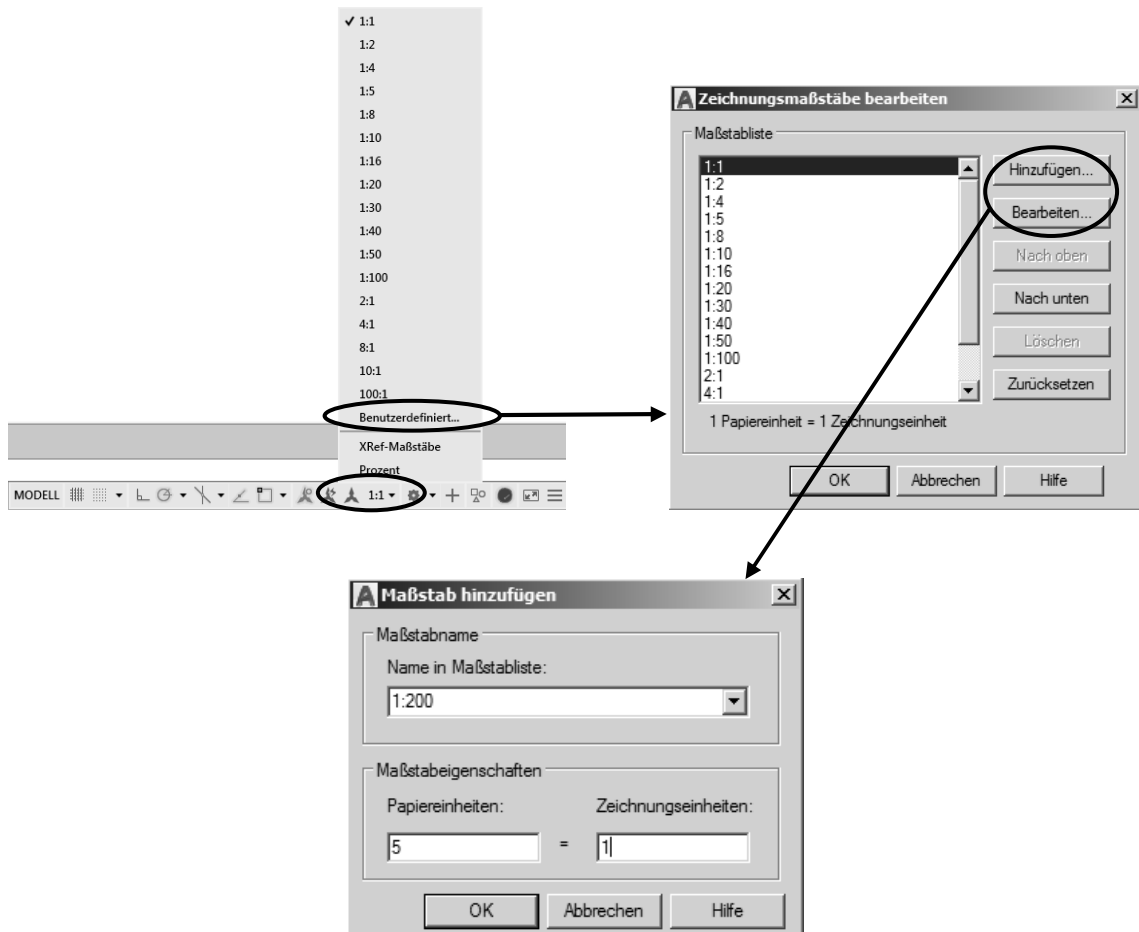 ✓ 1:1
1:2
1:4
1:5
1:8
1:10
1:16
1:20
1:30
1:40
1:50
1:100
2:1
4:1
8:1
10:1
100:1
Benutzerdefiniert...
XRef-Maßstäbe
Prozent
MODELL 1:1
Zeichnungsmaßstäbe bearbeiten
Maßstabliste
1:1
1:2
1:4
1:5
1:8
1:10
1:16
1:20
1:30
1:40
1:50
1:100
2:1
4:1
Hinzufügen...
Bearbeiten...
Nach oben
Nach unten
Löschen
Zurücksetzen
1 Papiereinheit = 1 Zeichnungseinheit
OK Abbrechen Hilfe
Maßstab hinzufügen
Maßstabname
Name in Maßstabliste:
1:200
Maßstabeigenschaften
Papiereinheiten: Zeichnungseinheiten:
5 = 1
OK Abbrechen Hilfe